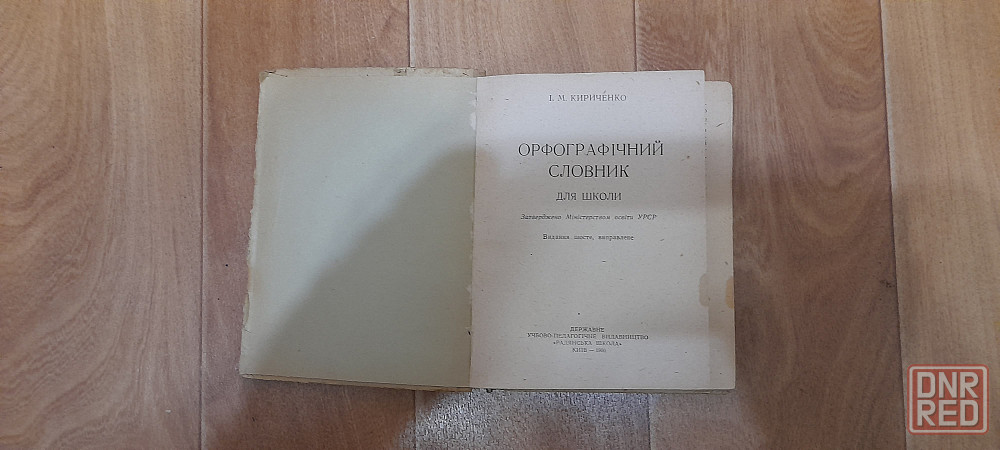 І. М. КИРИЧЕНКО
ОРФОГРАФІЧНИЙ
СЛОВНИК
ДЛЯ ШКОЛИ
Затверджено Міністерством освіти УРСР
Видання шосте, виправлене
ДЕРЖАВНЕ
УЧБОВО-ПЕДАГОГІЧНЕ ВИДАВНИЦТВО
«РАДЯНСЬКА ШКОЛА»
КИЇВ —
DNR
RED